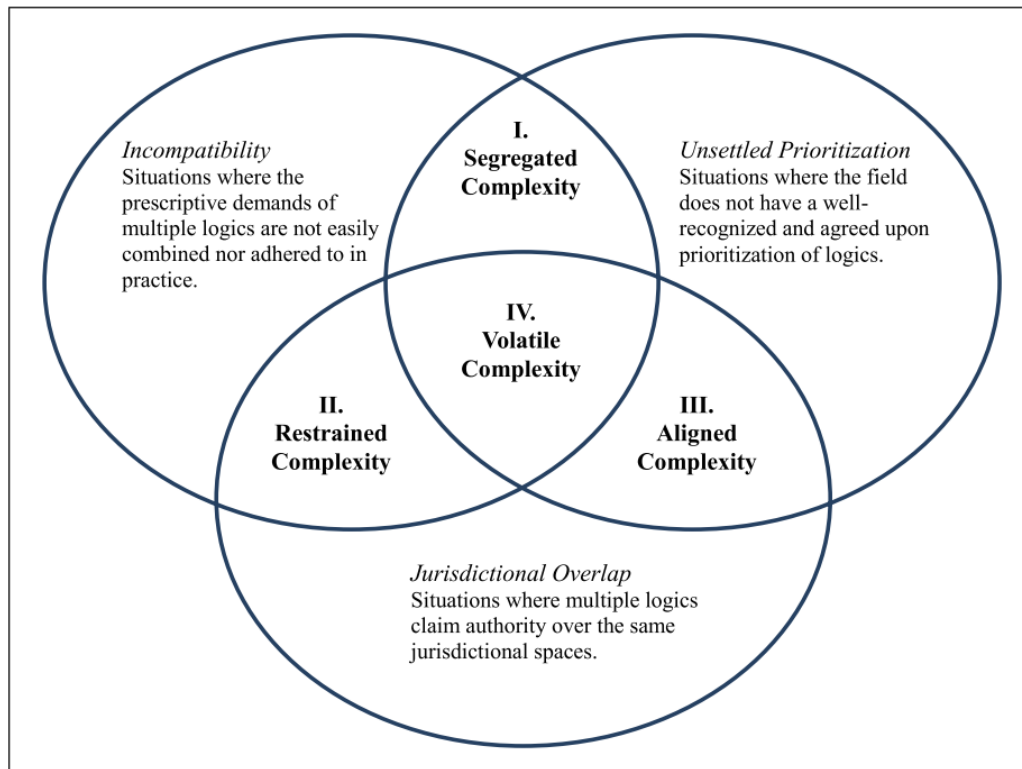 I.
Segregated
Complexity
Incompatibility
Situations where the
prescriptive demands of
multiple logics are not easily
combined nor adhered to in
practice.
Unsettled Prioritization
Situations where the field
does not have a well-
recognized and agreed upon
prioritization of logics.
IV.
Volatile
Complexity
II.
Restrained
Complexity
III.
Aligned
Complexity
Jurisdictional Overlap
Situations where multiple logics
claim authority over the same
jurisdictional spaces.